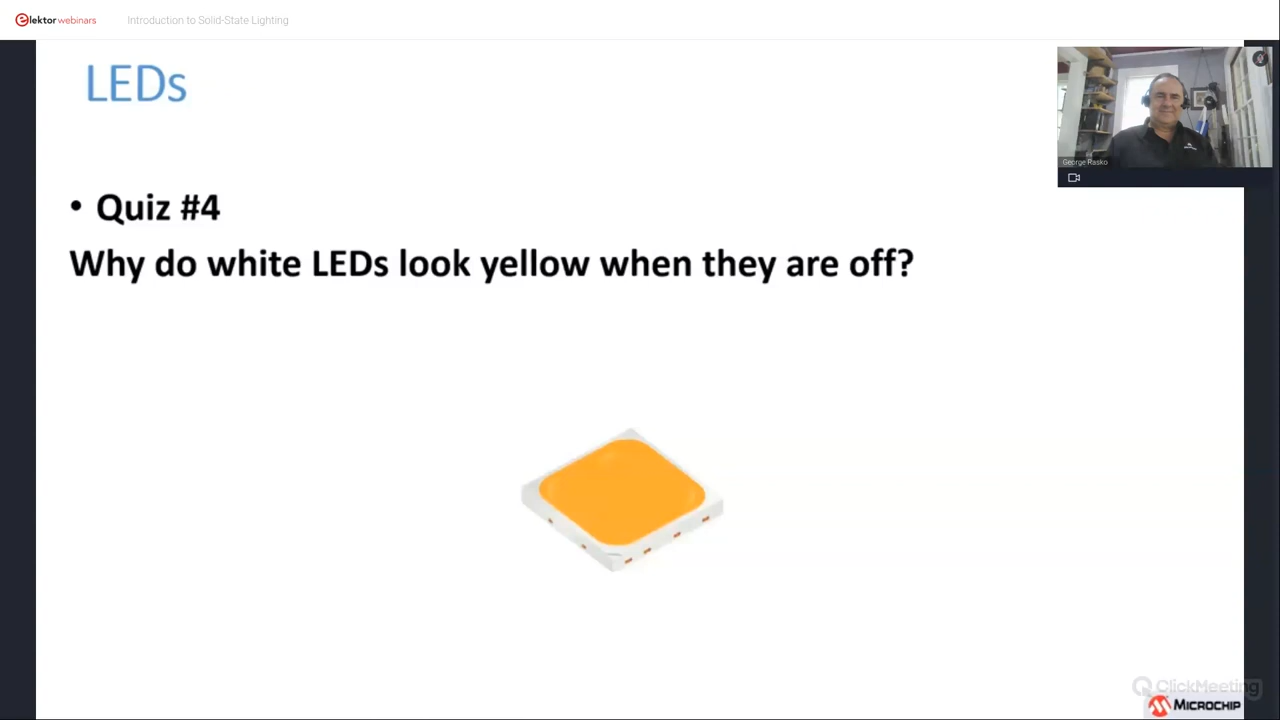 elektor webinars
Introduction to Solid-State Lighting
LEDs
George Rasko
• Quiz #4
Why do white LEDs look yellow when they are off?
ClickMeeting
MICROCHIP